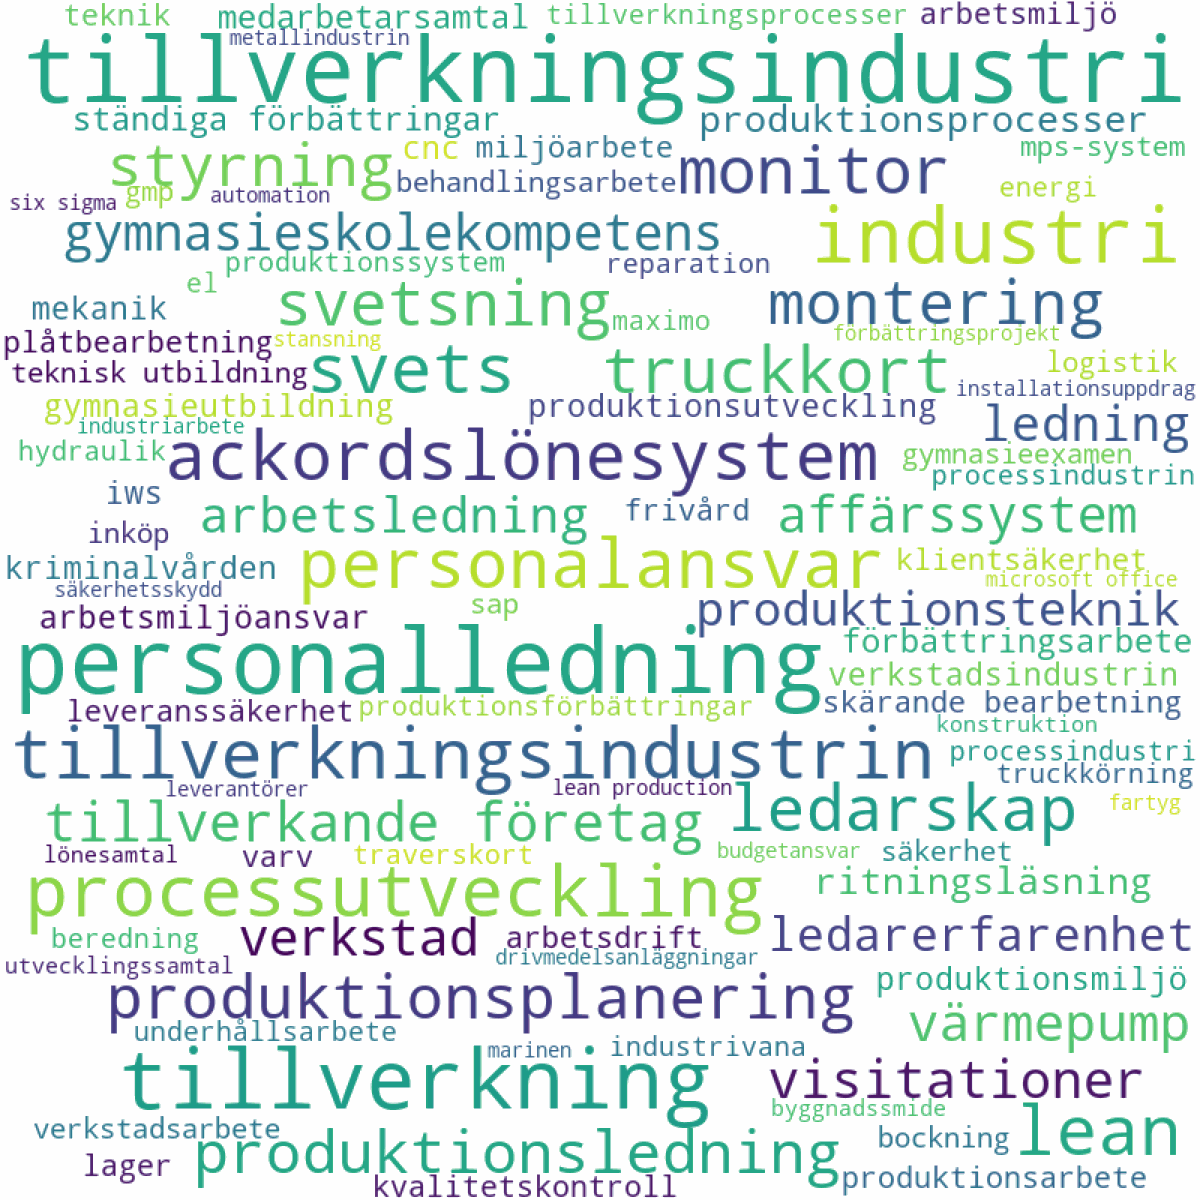 teknik
medarbetarsamtal
tillverkningsprocesser
arbetsmiljö
metallindustrin
tillverkningsindustri
ständiga förbättringar
produktionsprocesser
styrning
cnc
miljöarbete
monitor
mps-system
behandlingsarbete
energi
six sigma
gmp
automation
gymnasieskolekompetens
industri
produktionssystem
reparation
el
svetsning
montering
mekanik
maximo
förbättringsprojekt
plåtbearbetning
stansning
svets
truckkort
logistik
teknisk utbildning
installationsuppdrag
gymnasieutbildning
produktionsutveckling
ledning
industriarbete
hydraulik
ackordslönesystem
gymnasieexamen
processindustrin
iws
arbetsledning
frivård
affärssystem
inköp
kriminalvården
personalansvar
klientsäkerhet
microsoft office
säkerhetsskydd
sap
produktionsteknik
arbetsmiljöansvar
personalledning
förbättringsarbete
verkstadsindustrin
leveranssäkerhet
produktionsförbättringar
skärande bearbetning
konstruktion
tillverkningsindustrin
processindustri
truckkörning
leverantörer
lean production
ledarskap
fartyg
tillverkande företag
lönesamtal
varv
traverskort
budgetansvar
säkerhet
processutveckling
ritningsläsning
beredning
verkstad
arbetsdrift
ledarerfarenhet
utvecklingssamtal
drivmedelsanläggningar
produktionsplanering
produktionsmiljö
underhållsarbete
värmepump
marinen
industrivana
tillverkning
visitationer
byggnadssmide
verkstadsarbete
produktionsledning
bockning
lean
lager
kvalitetskontroll
produktionsarbete